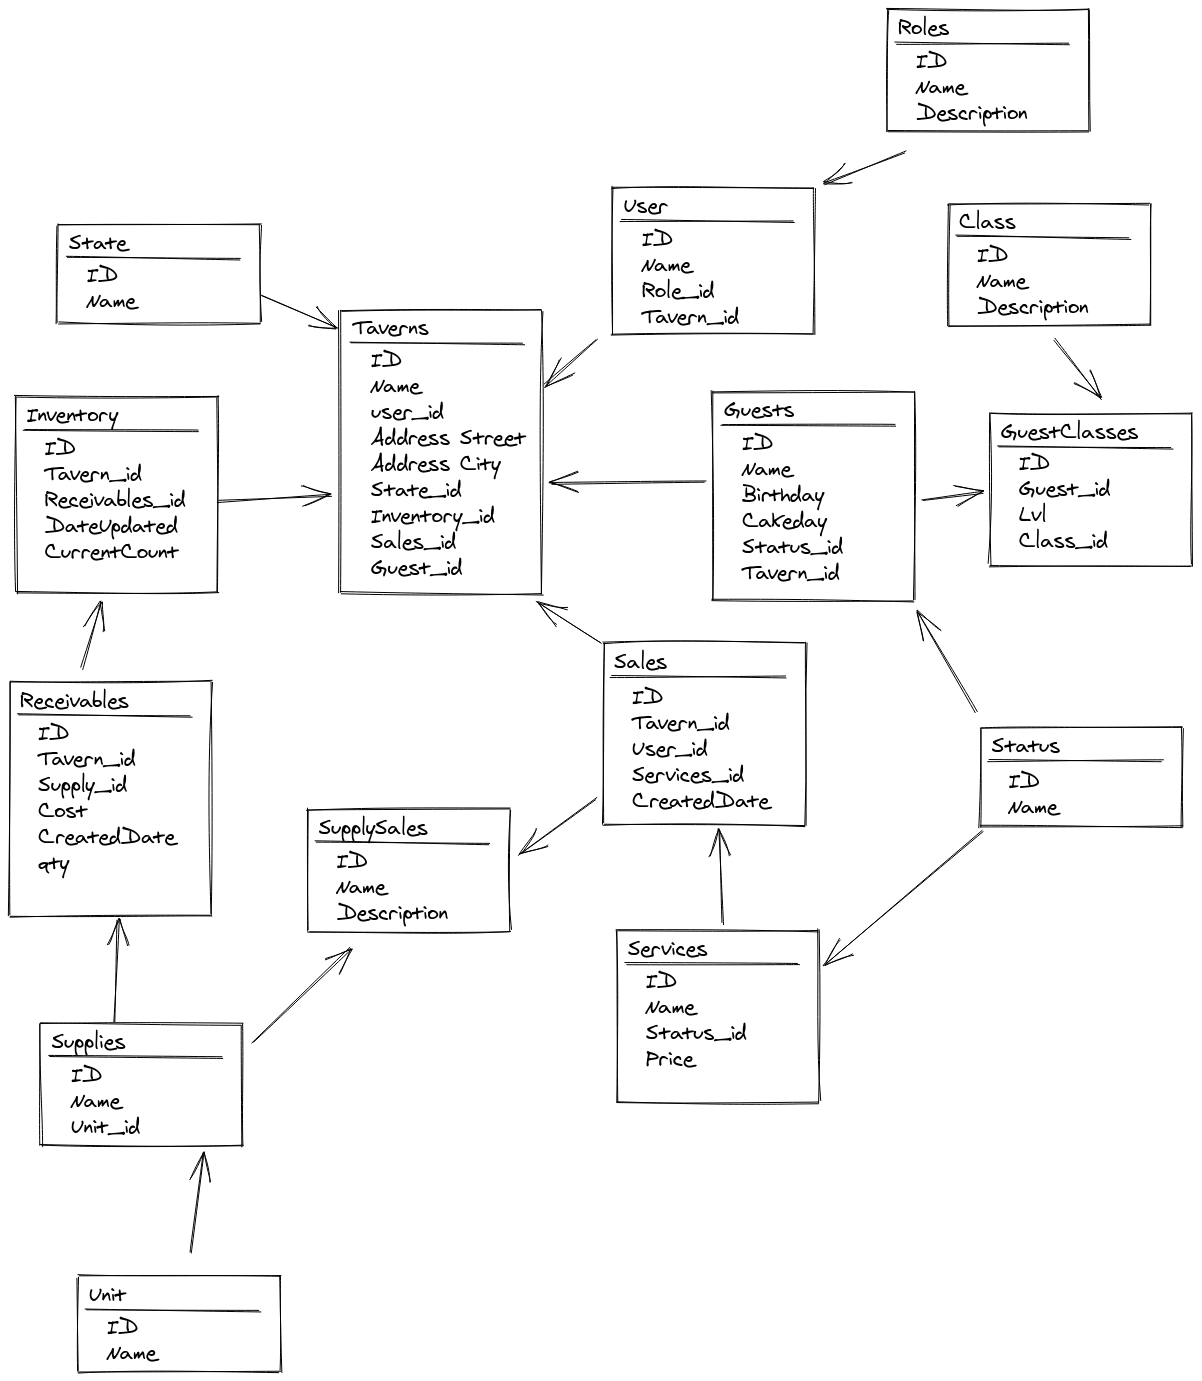 Roles
ID
Name
Description
User
ID
Name
Role_id
Tavern_id
Class
ID
Name
Description
State
ID
Name
Taverns
ID
Name
user_id
Address Street
Address City
State_id
Inventory_id
Sales_id
Guest_id
Inventory
ID
Tavern_id
Receivables_id
DateUpdated
CurrentCount
Guests
ID
Name
Birthday
Cakeday
Status_id
Tavern_id
GuestClasses
ID
Guest_id
Lvl
Class_id
Receivables
ID
Tavern_id
Supply_id
Cost
CreatedDate
qty
Sales
ID
Tavern_id
User_id
Services_id
CreatedDate
Status
ID
Name
SupplySales
ID
Name
Description
Services
ID
Name
Status_id
Price
Supplies
ID
Name
Unit_id
Unit
ID
Name